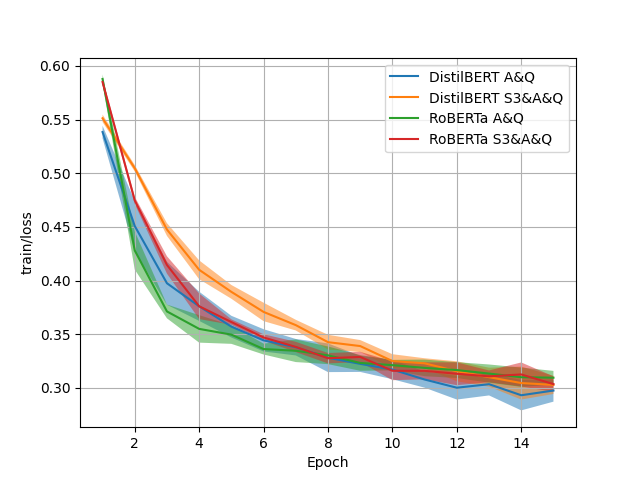 0.60
0.55
0.50
0.45
0.40
0.35
0.30
train/loss
2
4
6
8
10
12
14
Epoch
DistilBERT A&Q
DistilBERT S3&A&Q
RoBERTa A&Q
RoBERTa S3&A&Q